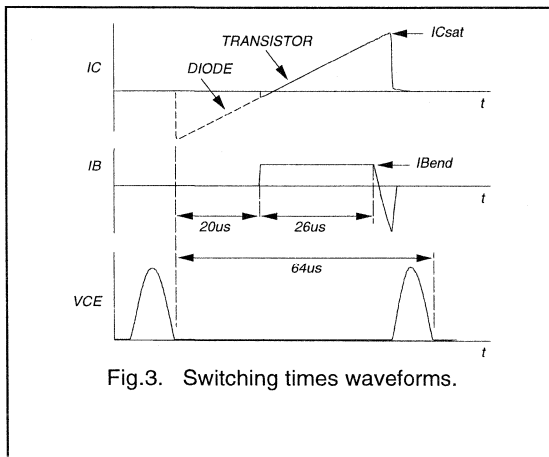 ICsat
TRANSISTOR
IC
DIODE
t
IB
IBend
t
20us
26us
64us
VCE
t
Fig.3. Switching times waveforms.